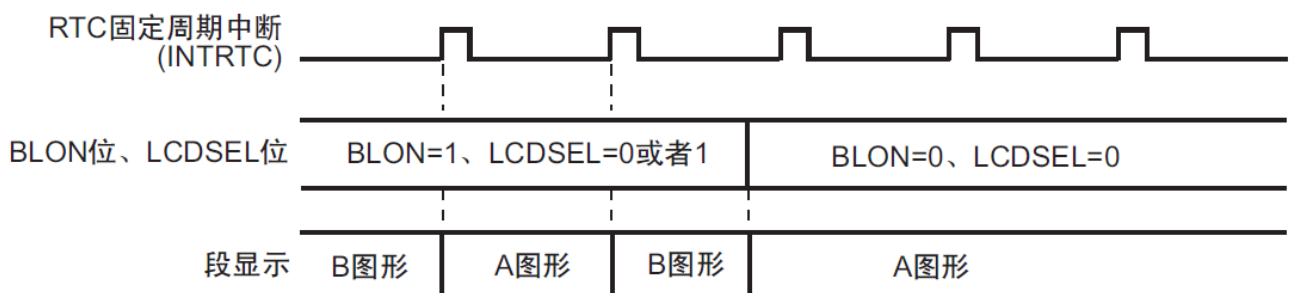 RTC固定周期中断
(INTRTC)
BLON位、LCDSEL位
BLON=1、LCDSEL=0或者1
BLON=0、LCDSEL=0
段显示
B图形
A图形
B图形
A图形